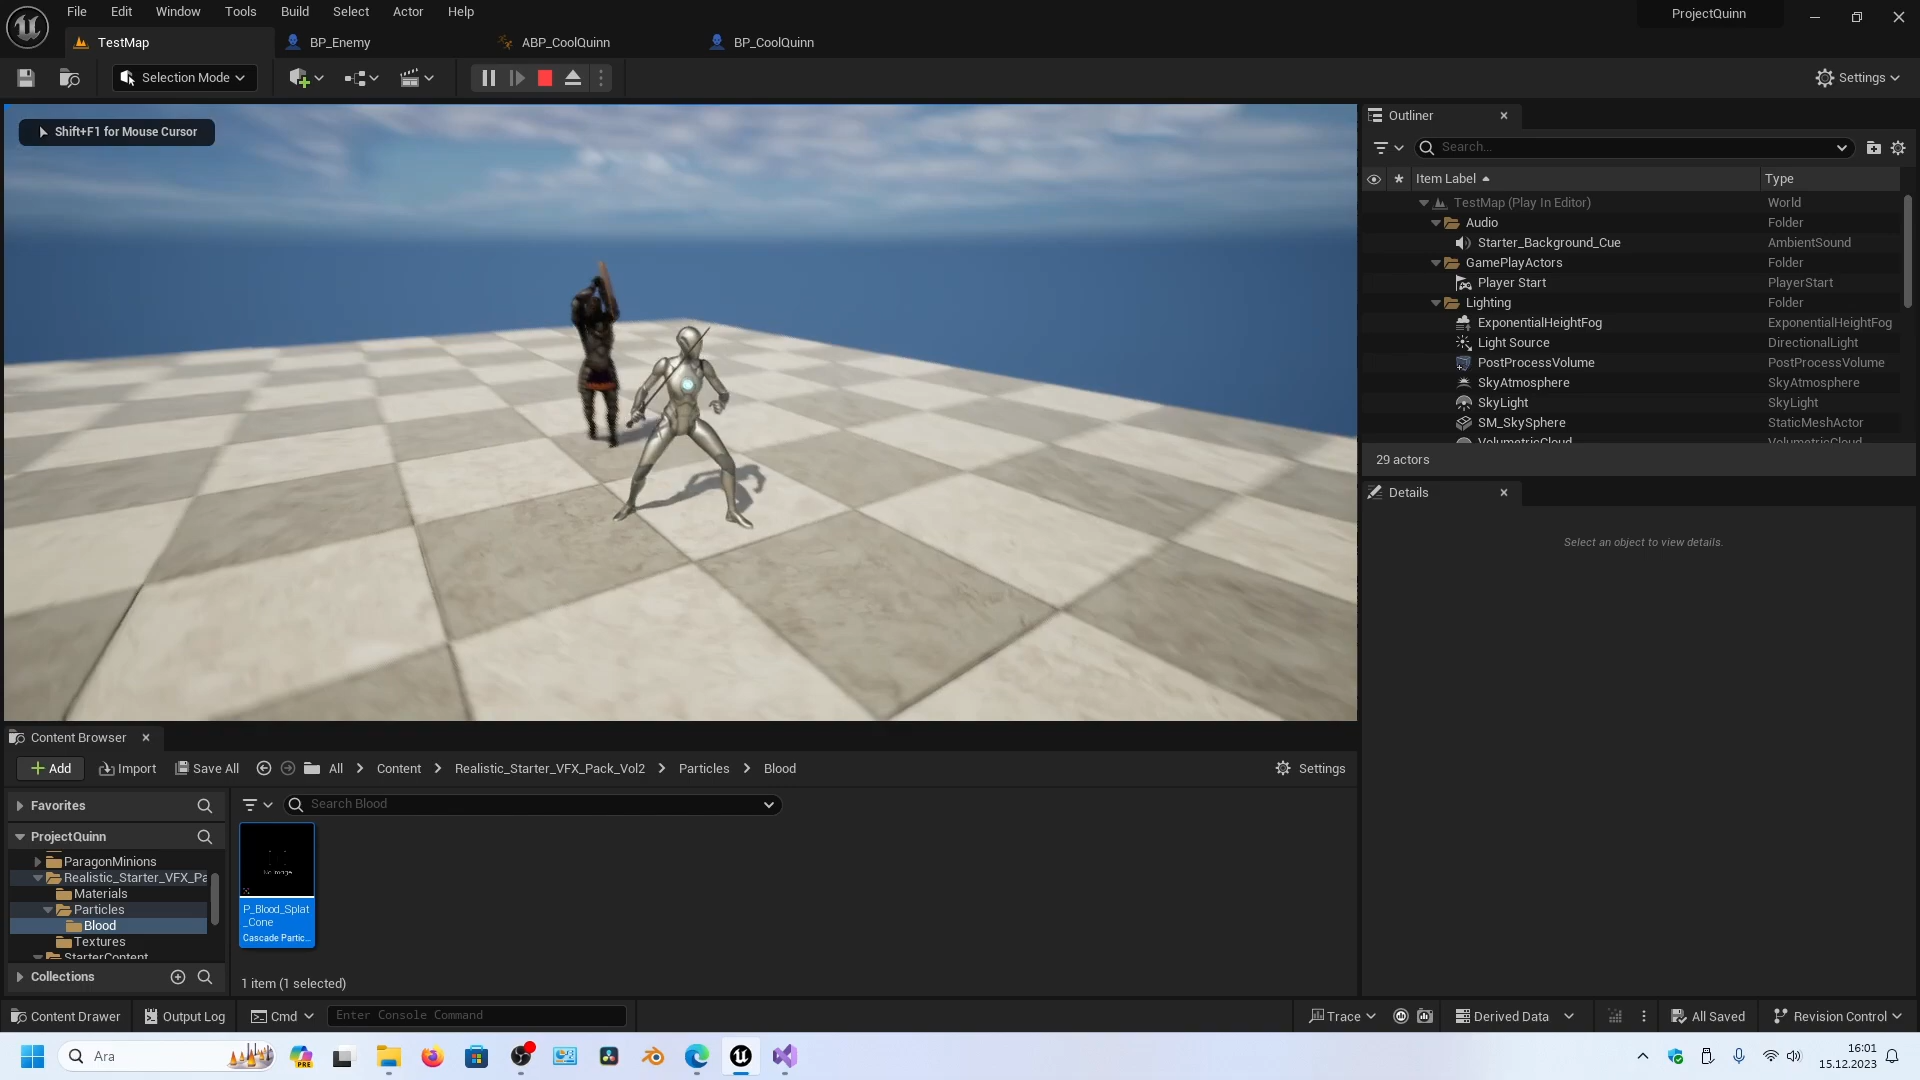 File Edit Window Tools Build Select Actor Help
ProjectQuinn
TestMap
BP_Enemy
ABP_CoolQuinn
BP_CoolQuinn
Selection Mode
Settings
Shift+F1 for Mouse Cursor
Outliner
Search...
Item Label
Type
TestMap (Play In Editor)
World
Audio
Folder
Starter_Background_Cue
AmbientSound
GamePlayActors
Folder
Player Start
PlayerStart
Lighting
Folder
ExponentialHeightFog
ExponentialHeightFog
Light Source
DirectionalLight
PostProcessVolume
PostProcessVolume
SkyAtmosphere
SkyAtmosphere
SkyLight
SkyLight
SM_SkySphere
StaticMeshActor
VolumetricCloud
VolumetricCloud
29 actors
Details
Select an object to view details.
Content Browser
Add
Import
Save All
All
Content
Realistic_Starter_VFX_Pack_Vol2
Particles
Blood
Settings
Favorites
Search Blood
ProjectQuinn
ParagonMinions
Realistic_Starter_VFX_Pa
Materials
Particles
Blood
Textures
StarterContent
Collections
No Image
P_Blood_Splat
_Cone
Cascade Partic...
1 item (1 selected)
Content Drawer
Output Log
Cmd
Enter Console Command
Trace
Derived Data
All Saved
Revision Control
Ara
PRE
16:01
15.12.2023